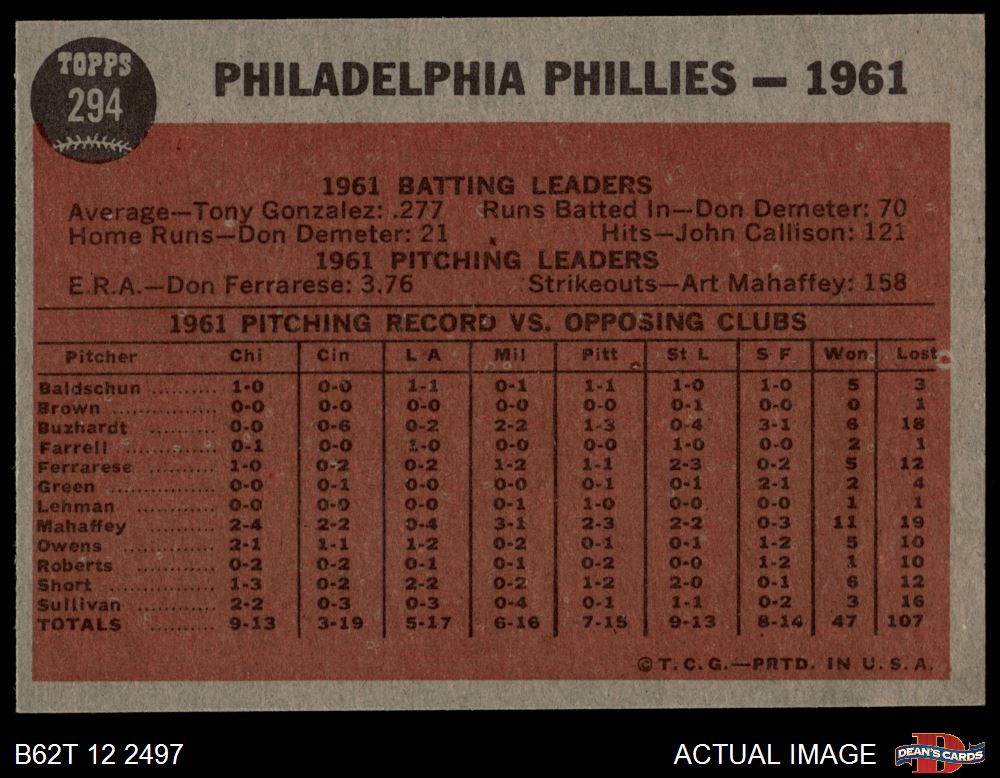 TOPPS
294
PHILADELPHIA PHILLIES — 1961
1961 BATTING LEADERS
Average—Tony Gonzalez: .277 Runs Batted In—Don Demeter: 70
Home Runs—Don Demeter: 21 Hits—John Callison: 121
1961 PITCHING LEADERS
E.R.A.—Don Ferrarese: 3.76 Strikeouts—Art Mahaffey: 158
1961 PITCHING RECORD VS. OPPOSING CLUBS
Pitcher Chi Cin L A Mil Pitt St L S F Won Lost
Baldschun .......... 1-0 0-0 1-1 0-1 1-1 1-0 1-0 5 3
Brown .......... 0-0 0-0 0-0 0-0 0-0 0-1 0-0 0 1
Buzhardt .......... 0-0 0-6 0-2 2-2 1-3 0-4 3-1 6 18
Farrell .......... 0-1 0-0 1-0 0-0 0-0 1-0 0-0 2 1
Ferrarese .......... 1-0 0-2 0-2 1-2 1-1 2-3 0-2 5 12
Green .......... 0-0 0-1 0-0 0-0 0-1 0-1 2-1 2 4
Lehman .......... 0-0 0-0 0-0 0-1 1-0 0-0 0-0 1 1
Mahaffey .......... 2-4 2-2 0-4 3-1 2-3 2-2 0-3 11 19
Owens .......... 2-1 1-1 1-2 0-2 0-1 0-1 1-2 5 10
Roberts .......... 0-2 0-2 0-1 0-2 0-1 0-0 1-2 1 10
Short .......... 1-3 0-2 2-2 0-2 1-2 2-0 0-1 6 12
Sullivan .......... 2-2 0-3 0-3 0-4 0-1 1-1 0-2 3 16
TOTALS .......... 9-13 3-19 5-17 6-16 7-15 9-13 8-14 47 107
©T.C.G.—PRTD. IN U.S.A.
B62T 12 2497 ACTUAL IMAGE
DEAN'S CARDS